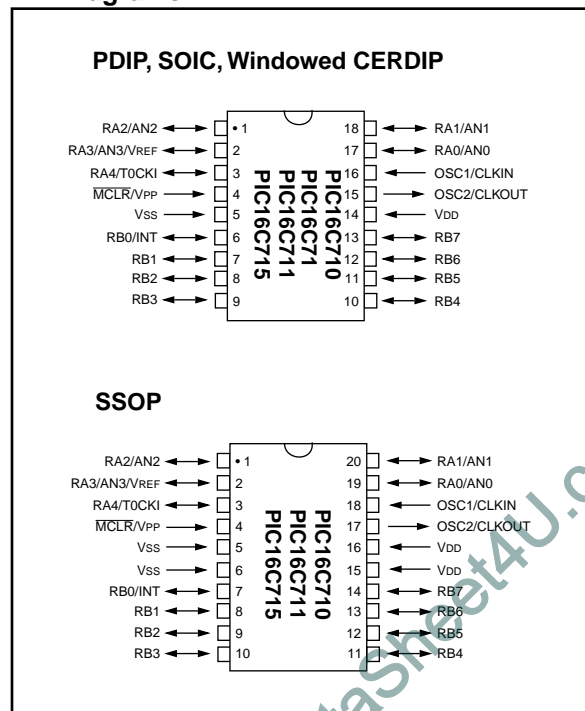 PDIP, SOIC, Windowed CERDIP
RA2/AN2 • 1 18 RA1/AN1
RA3/AN3/VREF 2 17 RA0/AN0
RA4/T0CKI 3 16 OSC1/CLKIN
MCLR/VPP 4 15 OSC2/CLKOUT
VSS 5 14 VDD
RB0/INT 6 13 RB7
RB1 7 12 RB6
RB2 8 11 RB5
RB3 9 10 RB4
PIC16C710
PIC16C71
PIC16C711
PIC16C715
SSOP
RA2/AN2 • 1 20 RA1/AN1
RA3/AN3/VREF 2 19 RA0/AN0
RA4/T0CKI 3 18 OSC1/CLKIN
MCLR/VPP 4 17 OSC2/CLKOUT
VSS 5 16 VDD
VSS 6 15 VDD
RB0/INT 7 14 RB7
RB1 8 13 RB6
RB2 9 12 RB5
RB3 10 11 RB4
PIC16C710
PIC16C711
PIC16C715
taSheet4U.c